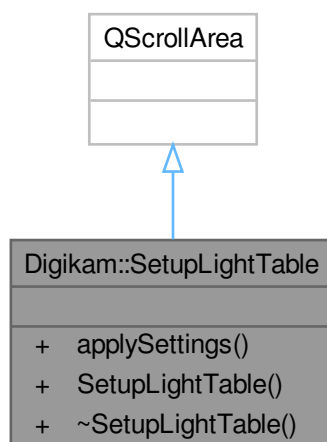 QScrollArea
Digikam::SetupLightTable
+ applySettings()
+ SetupLightTable()
+ ~SetupLightTable()